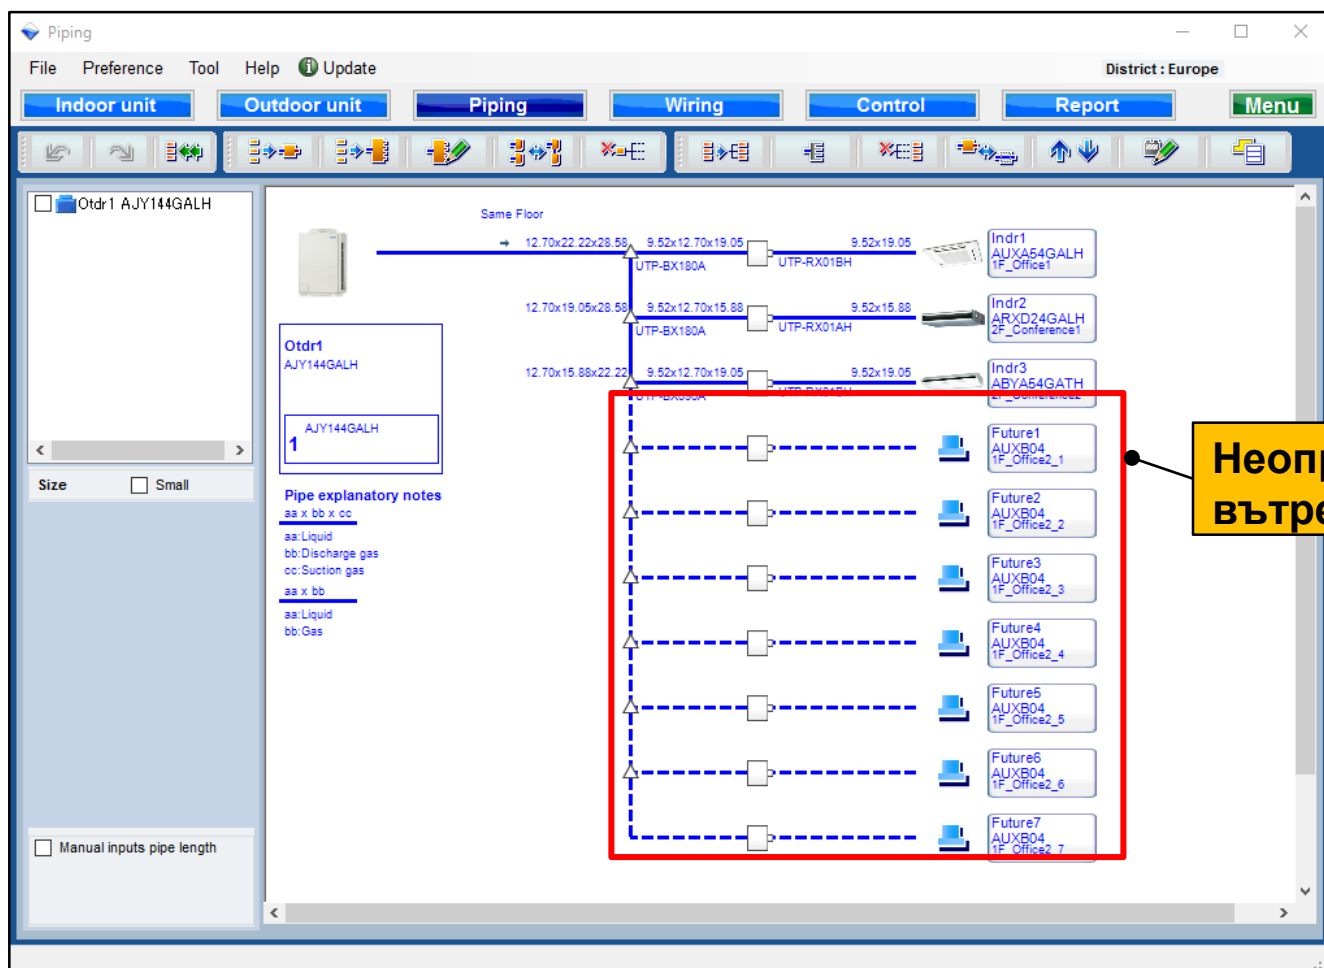 Piping
File Preference Tool Help Update
District : Europe
Indoor unit Outdoor unit Piping Wiring Control Report Menu
Otdr1 AJY144GALH
Size Small
Manual inputs pipe length
Same Floor
12.70x22.22x28.58 9.52x12.70x19.05 9.52x19.05
UTP-BX180A UTP-RX01BH
Indr1
AUXA54GALH
1F_Office1
12.70x19.05x28.58 9.52x12.70x15.88 9.52x15.88
UTP-BX180A UTP-RX01AH
Indr2
ARXD24GALH
2F_Conference1
12.70x15.88x22.22 9.52x12.70x19.05 9.52x19.05
UTP-BX090A UTP-RX01BH
Indr3
ABYA54GATH
2F_Conference2
Otdr1
AJY144GALH
AJY144GALH
1
Pipe explanatory notes
aa x bb x cc
aa:Liquid
bb:Discharge gas
cc:Suction gas
aa x bb
aa:Liquid
bb:Gas
Future1
AUXB04
1F_Office2_1
Future2
AUXB04
1F_Office2_2
Future3
AUXB04
1F_Office2_3
Future4
AUXB04
1F_Office2_4
Future5
AUXB04
1F_Office2_5
Future6
AUXB04
1F_Office2_6
Future7
AUXB04
1F_Office2_7